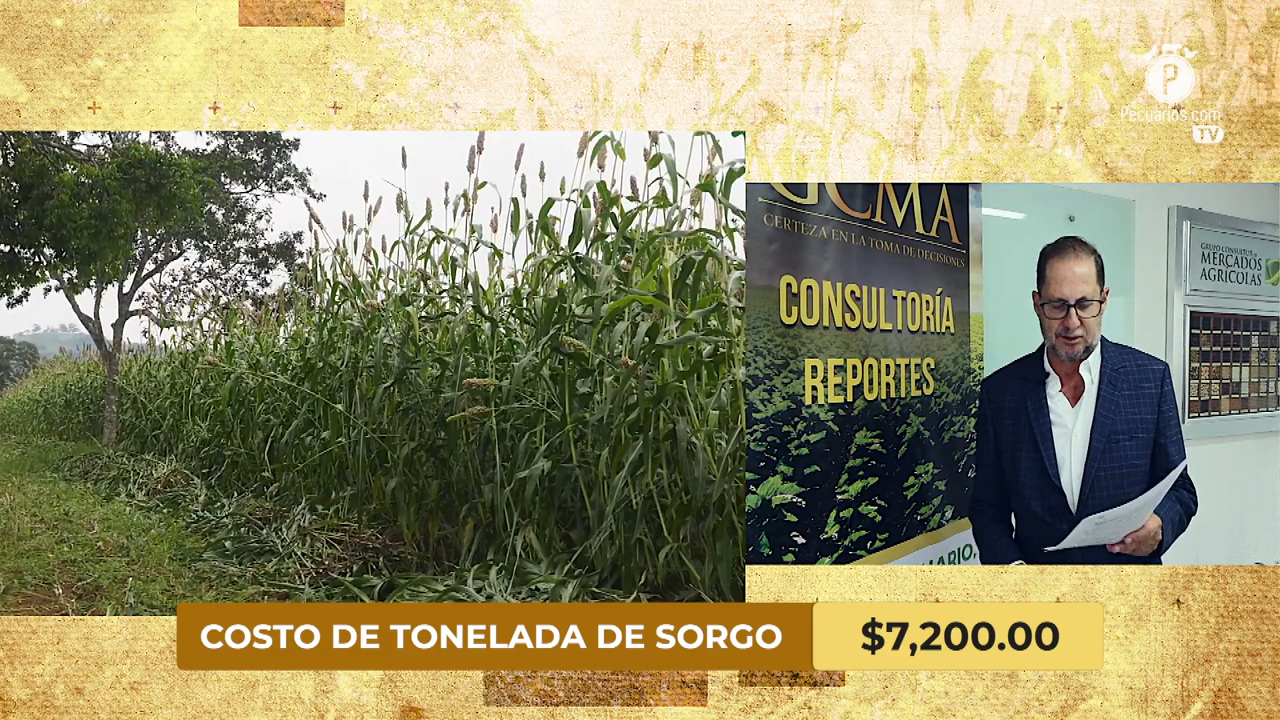 P
Pecuarios.com
TV
GCMA
CERTEZA EN LA TOMA DE DECISIONES
CONSULTORÍA
REPORTES
GRUPO CONSULTOR DE
MERCADOS
AGRÍCOLAS
COSTO DE TONELADA DE SORGO
$7,200.00